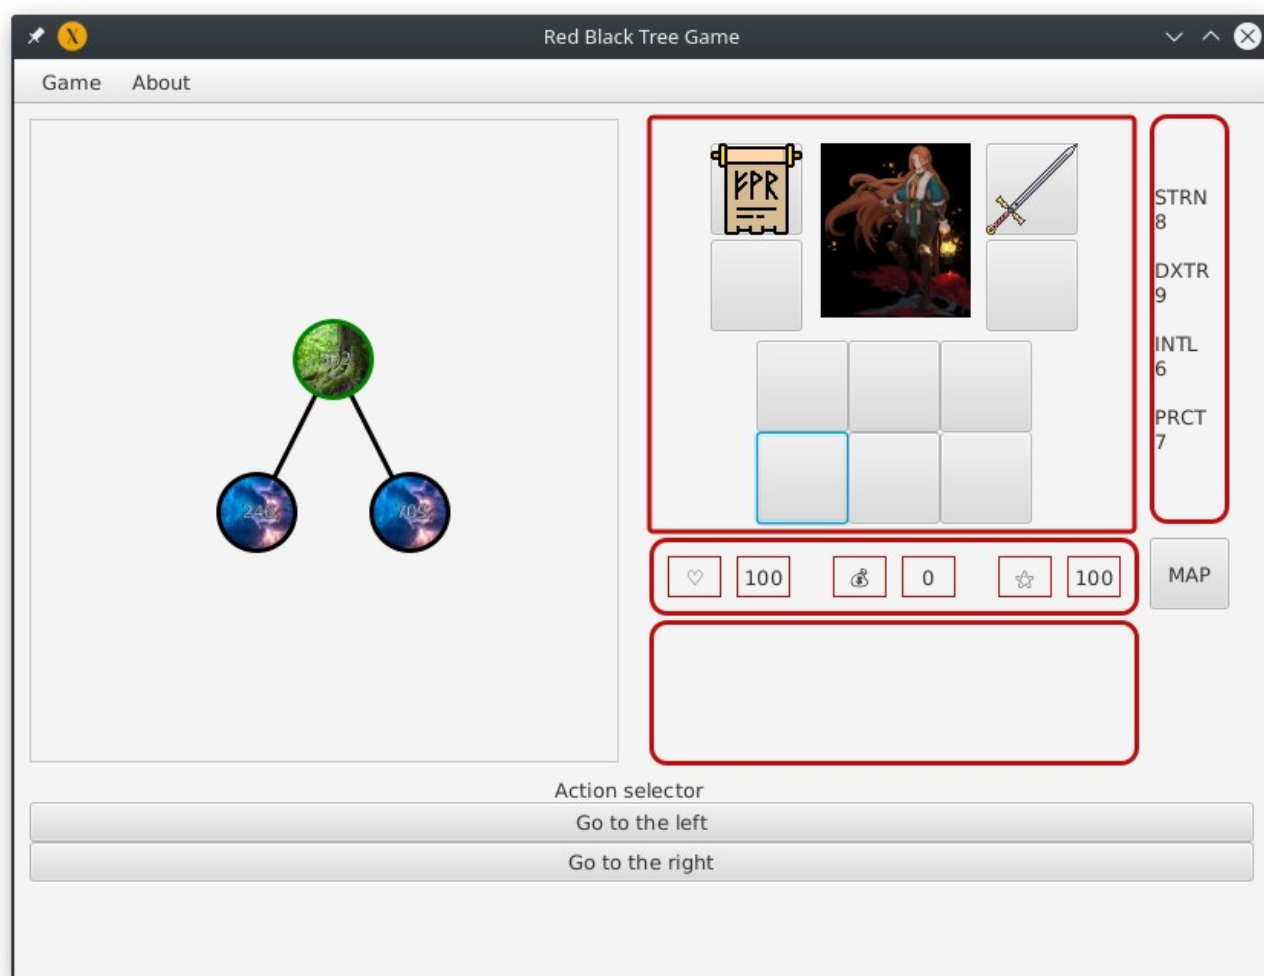 Red Black Tree Game
Game About
STRN
8
DXTR
9
INTL
6
PRCT
7
100 0 100
MAP
Action selector
Go to the left
Go to the right